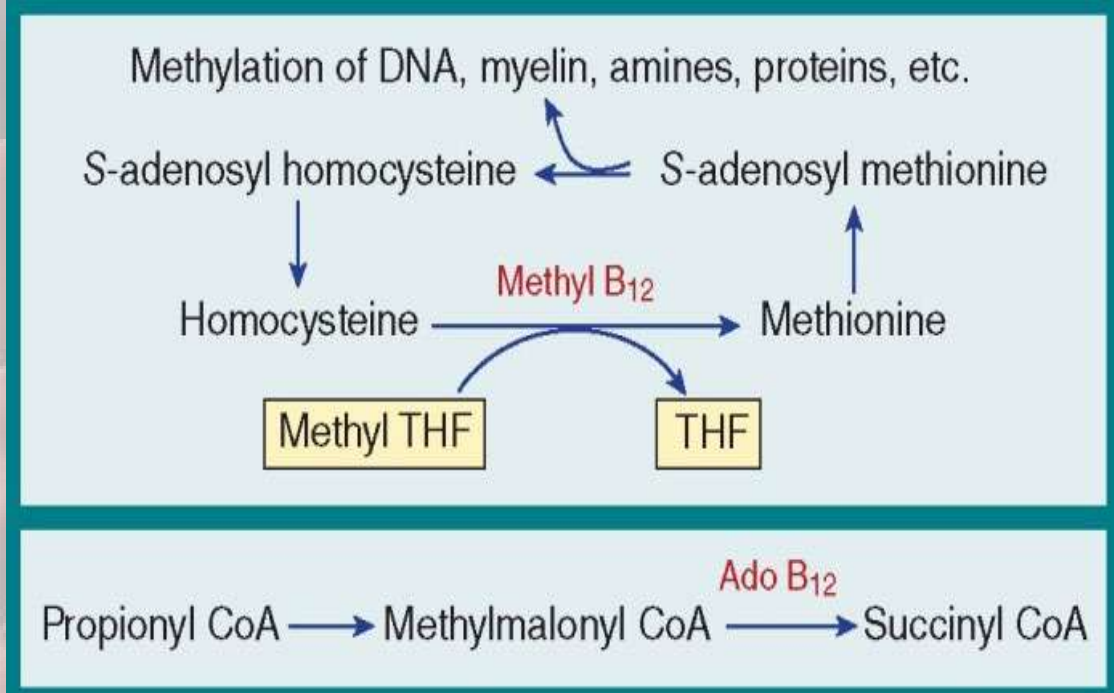 Methylation of DNA, myelin, amines, proteins, etc.
S-adenosyl homocysteine
S-adenosyl methionine
Methyl B₁₂
Homocysteine
Methionine
Methyl THF
THF
Ado B₁₂
Propionyl CoA
Methylmalonyl CoA
Succinyl CoA